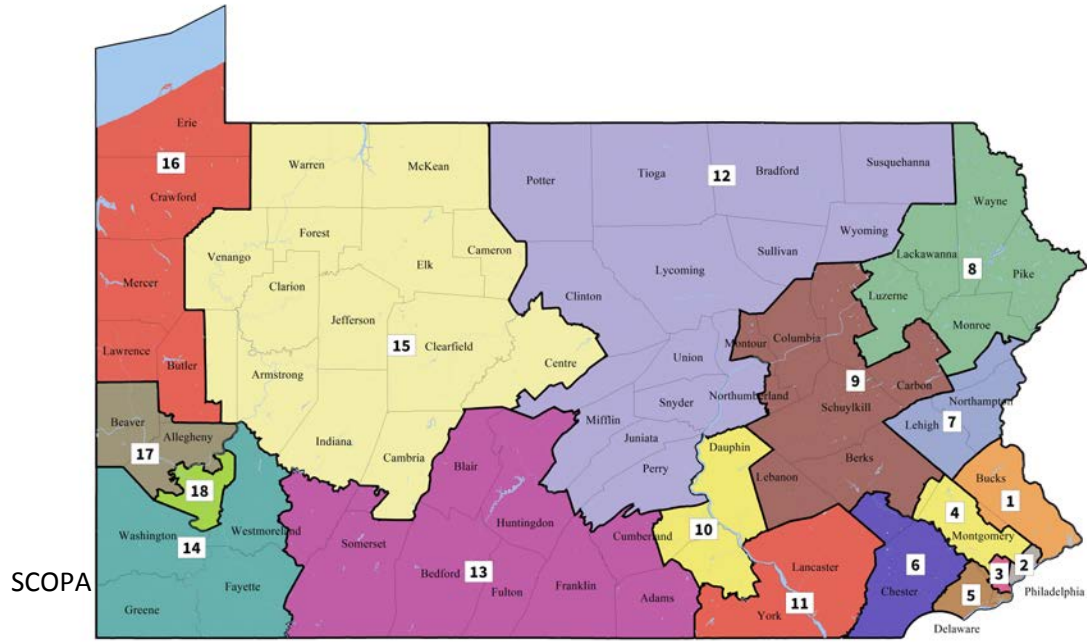 Erie
16
Crawford
Warren
McKean
Potter
Tioga
12
Bradford
Susquehanna
Wayne
Forest
Cameron
Venango
Elk
Sullivan
Wyoming
Lackawanna
8
Pike
Mercer
Clarion
Lycoming
Clinton
Luzerne
Jefferson
Monroe
Lawrence
Butler
15
Clearfield
Centre
Union
Montour
Columbia
Armstrong
9
Carbon
Northampton
Snyder
Northumberland
Schuylkill
Beaver
Allegheny
Mifflin
Lehigh
7
17
Indiana
Cambria
Blair
Juniata
Dauphin
Perry
Lebanon
Berks
Bucks
18
1
Huntingdon
4
Washington
Westmoreland
Somerset
Cumberland
10
Montgomery
14
Bedford
13
Lancaster
6
3
2
SCOPA
Fayette
Fulton
Franklin
Adams
York
11
Chester
5
Philadelphia
Greene
Delaware